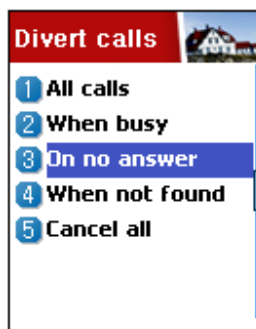 Divert calls
1 All calls
2 When busy
3 On no answer
4 When not found
5 Cancel all